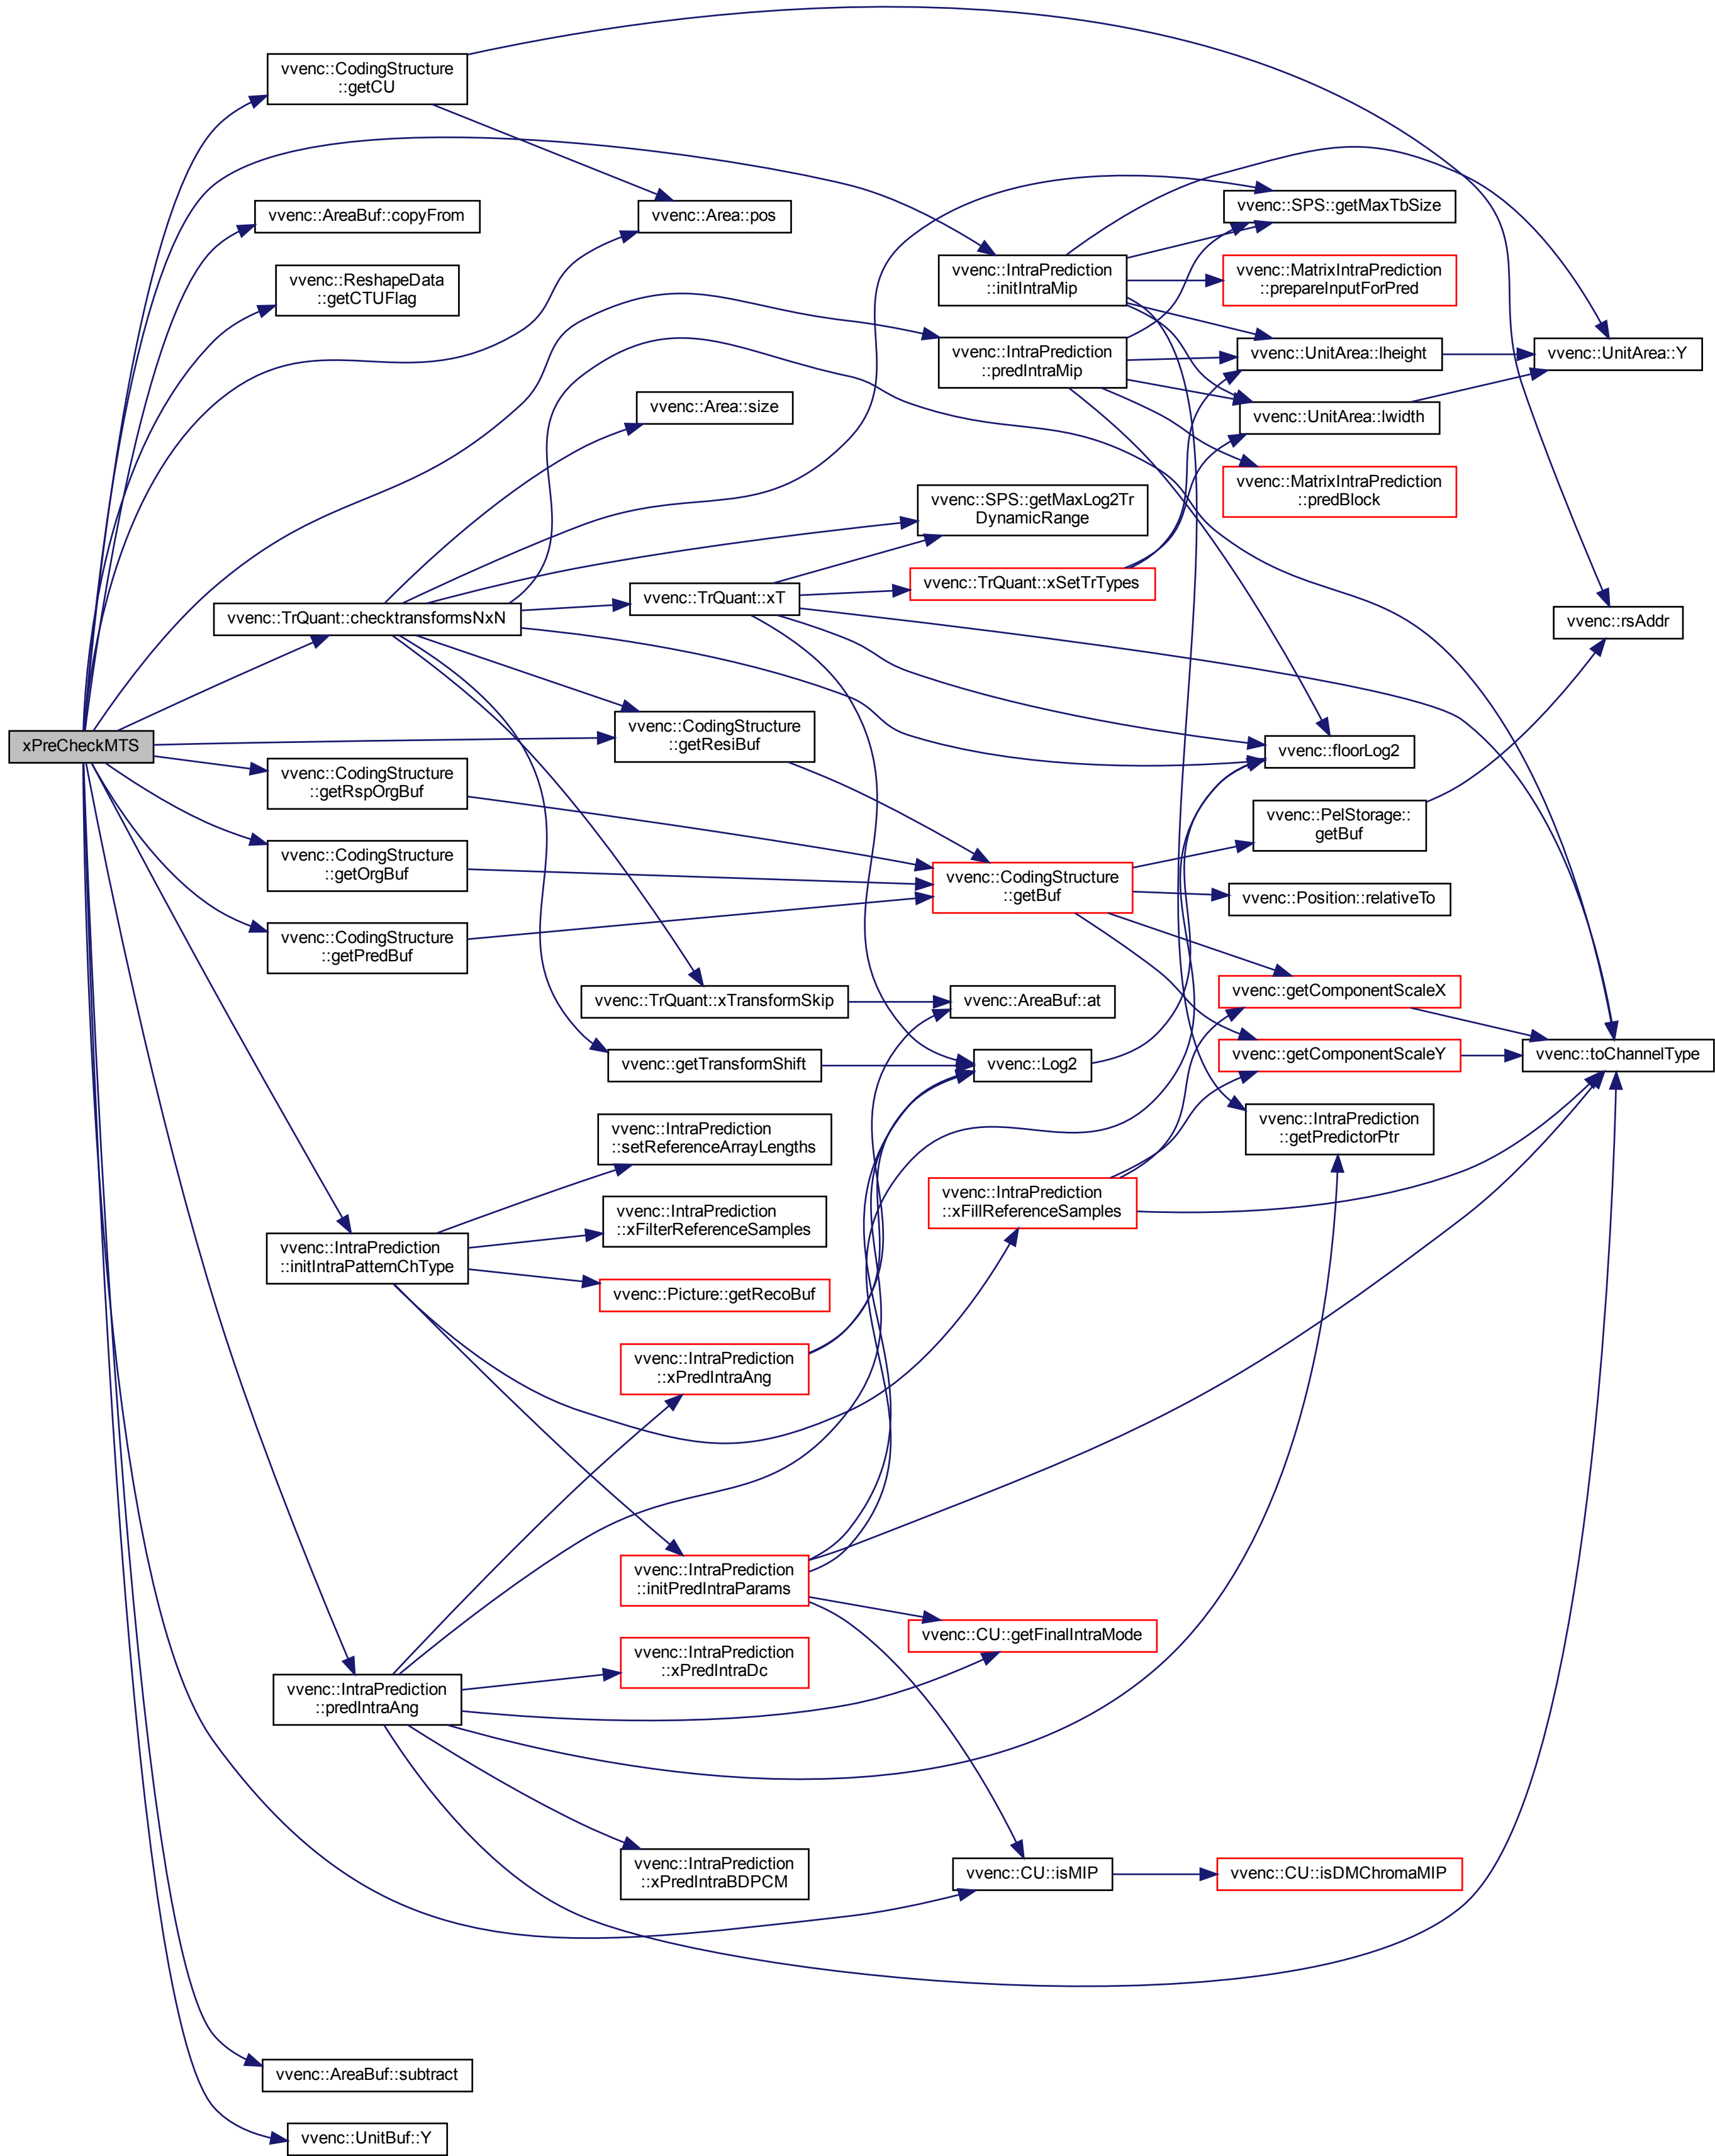 vvenc::CodingStructure
::getCU
vvenc::AreaBuf::copyFrom
vvenc::Area::pos
vvenc::SPS::getMaxTbSize
vvenc::ReshapeData
::getCTUFlag
vvenc::IntraPrediction
::initIntraMip
vvenc::MatrixIntraPrediction
::prepareInputForPred
vvenc::IntraPrediction
::predIntraMip
vvenc::UnitArea::lheight
vvenc::UnitArea::Y
vvenc::Area::size
vvenc::UnitArea::lwidth
vvenc::MatrixIntraPrediction
::predBlock
vvenc::SPS::getMaxLog2Tr
DynamicRange
vvenc::TrQuant::xSetTrTypes
vvenc::TrQuant::checktransformsNxN
vvenc::TrQuant::xT
vvenc::rsAddr
xPreCheckMTS
vvenc::CodingStructure
::getResiBuf
vvenc::floorLog2
vvenc::CodingStructure
::getRspOrgBuf
vvenc::PelStorage::
getBuf
vvenc::CodingStructure
::getOrgBuf
vvenc::CodingStructure
::getBuf
vvenc::Position::relativeTo
vvenc::CodingStructure
::getPredBuf
vvenc::TrQuant::xTransformSkip
vvenc::AreaBuf::at
vvenc::getComponentScaleX
vvenc::getTransformShift
vvenc::Log2
vvenc::getComponentScaleY
vvenc::toChannelType
vvenc::IntraPrediction
::setReferenceArrayLengths
vvenc::IntraPrediction
::getPredictorPtr
vvenc::IntraPrediction
::xFillReferenceSamples
vvenc::IntraPrediction
::xFilterReferenceSamples
vvenc::IntraPrediction
::initIntraPatternChType
vvenc::Picture::getRecoBuf
vvenc::IntraPrediction
::xPredIntraAng
vvenc::IntraPrediction
::initPredIntraParams
vvenc::CU::getFinalIntraMode
vvenc::IntraPrediction
::xPredIntraDc
vvenc::IntraPrediction
::predIntraAng
vvenc::IntraPrediction
::xPredIntraBDPCM
vvenc::CU::isMIP
vvenc::CU::isDMChromaMIP
vvenc::AreaBuf::subtract
vvenc::UnitBuf::Y